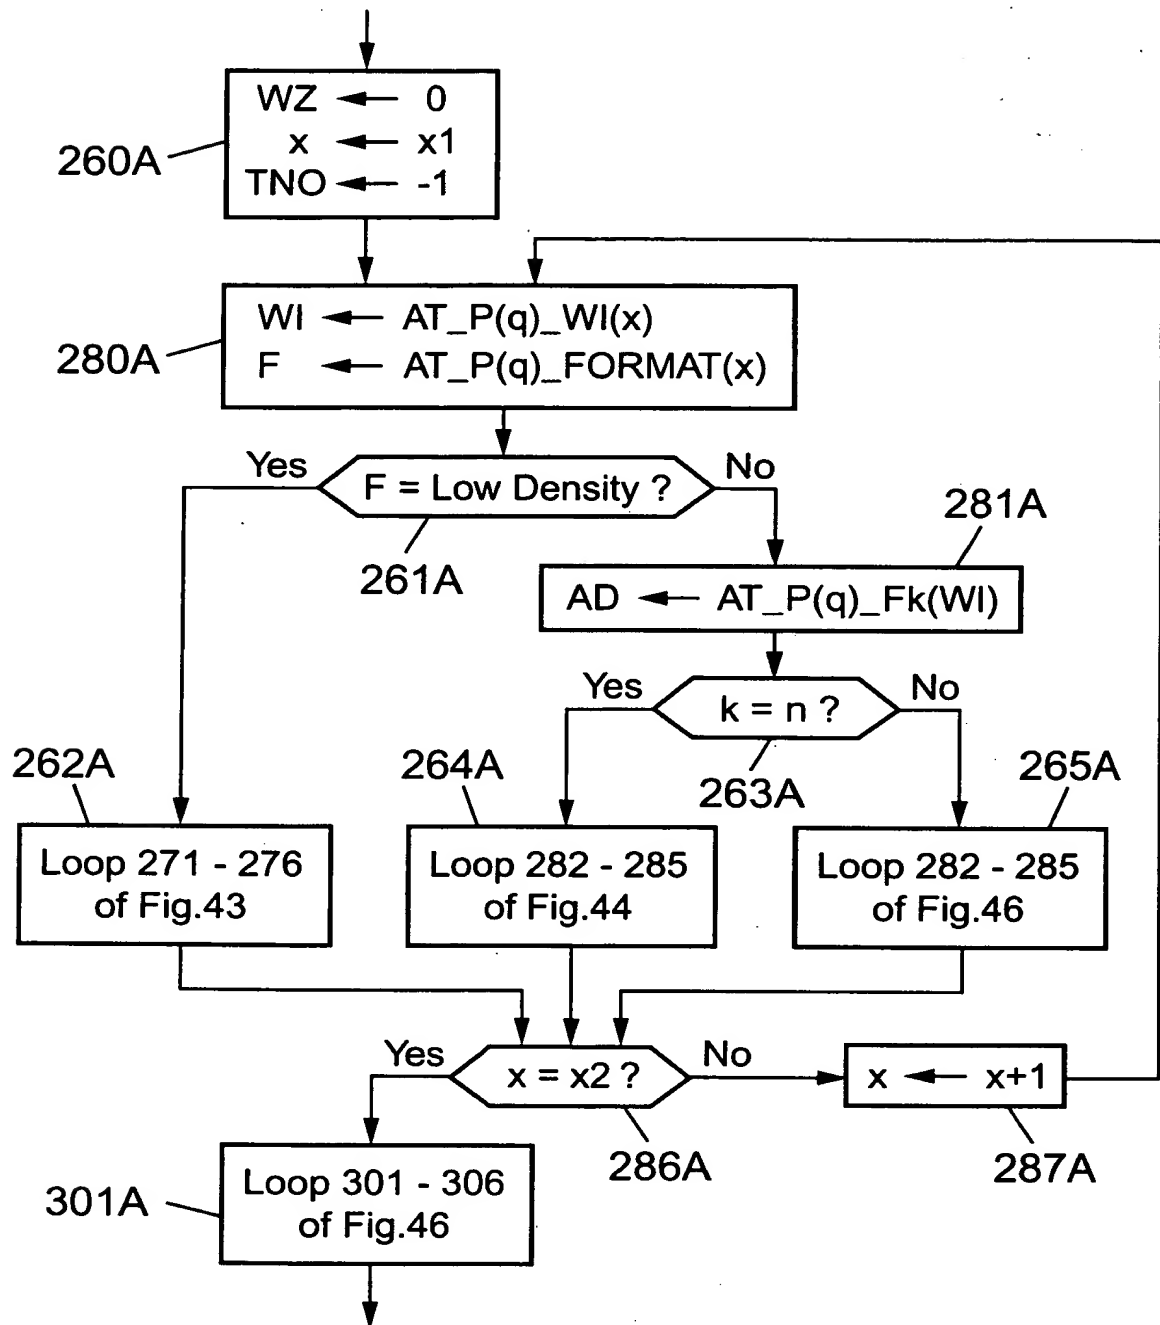 WZ ← 0
x ← x1
TNO ← -1
260A
WI ← AT_P(q)_WI(x)
F ← AT_P(q)_FORMAT(x)
280A
Yes
F = Low Density ?
No
261A
281A
AD ← AT_P(q)_Fk(WI)
Yes
k = n ?
No
263A
262A
264A
265A
Loop 271 - 276
of Fig.43
Loop 282 - 285
of Fig.44
Loop 282 - 285
of Fig.46
Yes
x = x2 ?
No
x ← x+1
286A
287A
301A
Loop 301 - 306
of Fig.46